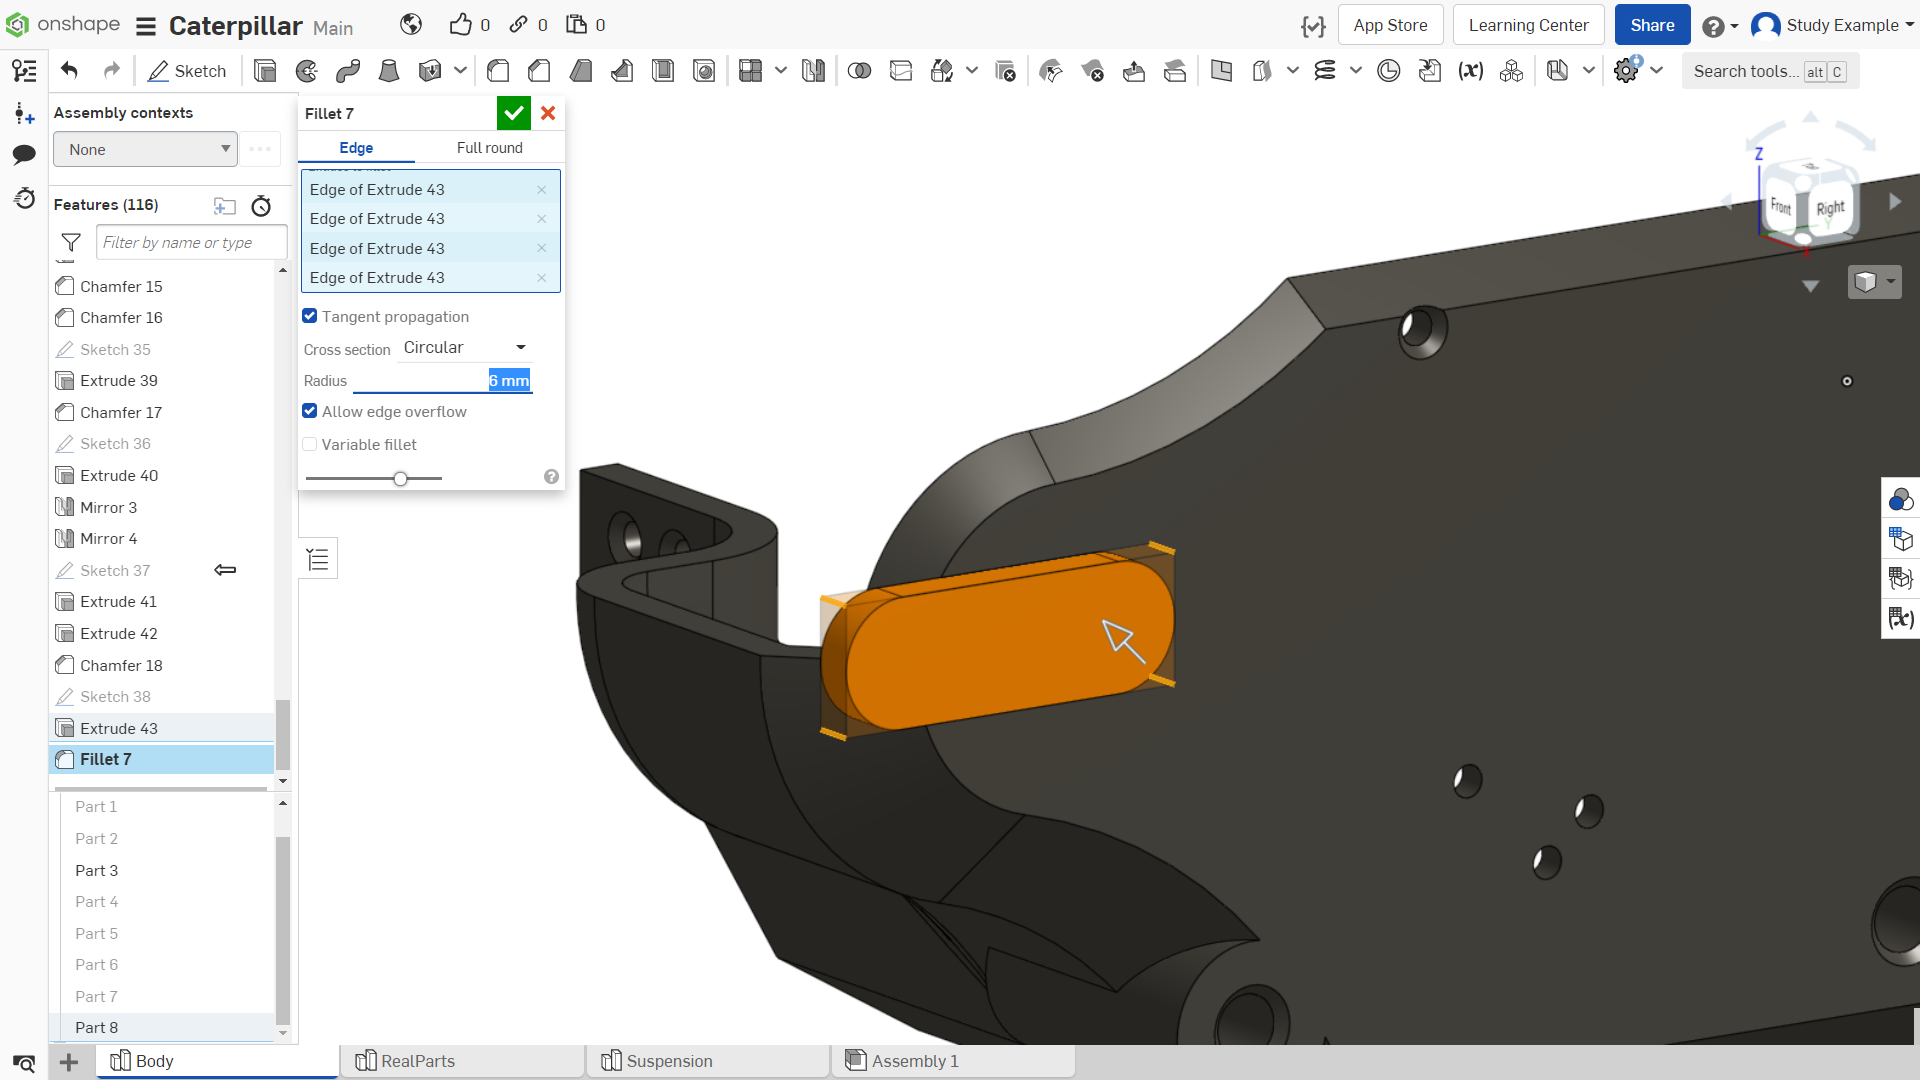 onshape
Caterpillar Main
0
0
0
App Store
Learning Center
Share
Study Example
Sketch
Search tools... alt C
Assembly contexts
None
Features (116)
Filter by name or type
Chamfer 15
Chamfer 16
Sketch 35
Extrude 39
Chamfer 17
Sketch 36
Extrude 40
Mirror 3
Mirror 4
Sketch 37
Extrude 41
Extrude 42
Chamfer 18
Sketch 38
Extrude 43
Fillet 7
Part 1
Part 2
Part 3
Part 4
Part 5
Part 6
Part 7
Part 8
Fillet 7
Edge
Full round
Edge of Extrude 43
Edge of Extrude 43
Edge of Extrude 43
Edge of Extrude 43
Tangent propagation
Cross section Circular
Radius 6 mm
Allow edge overflow
Variable fillet
Z
Front
Right
Y
X
Body
RealParts
Suspension
Assembly 1